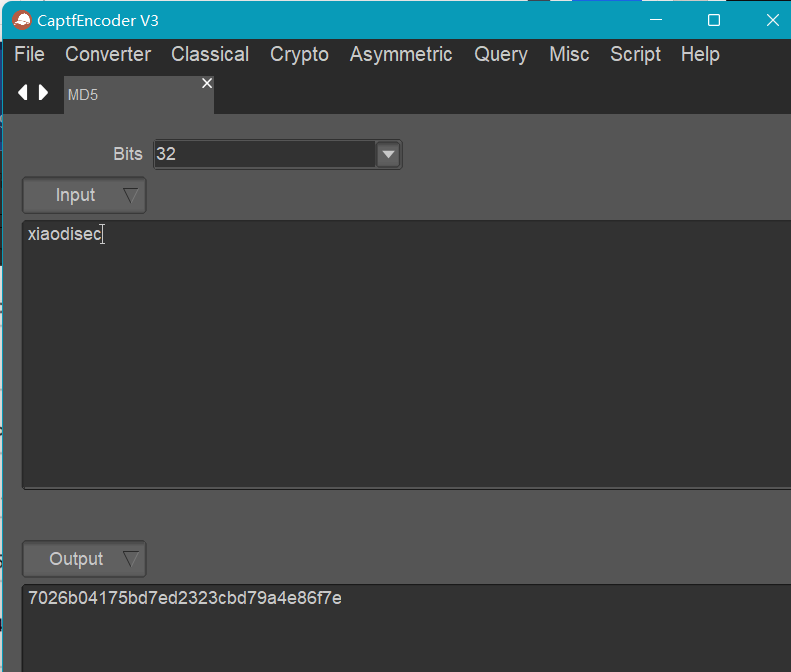 CaptfEncoder V3
File Converter Classical Crypto Asymmetric Query Misc Script Help
MD5
Bits 32
Input
xiaodisec
Output
7026b04175bd7ed2323cbd79a4e86f7e